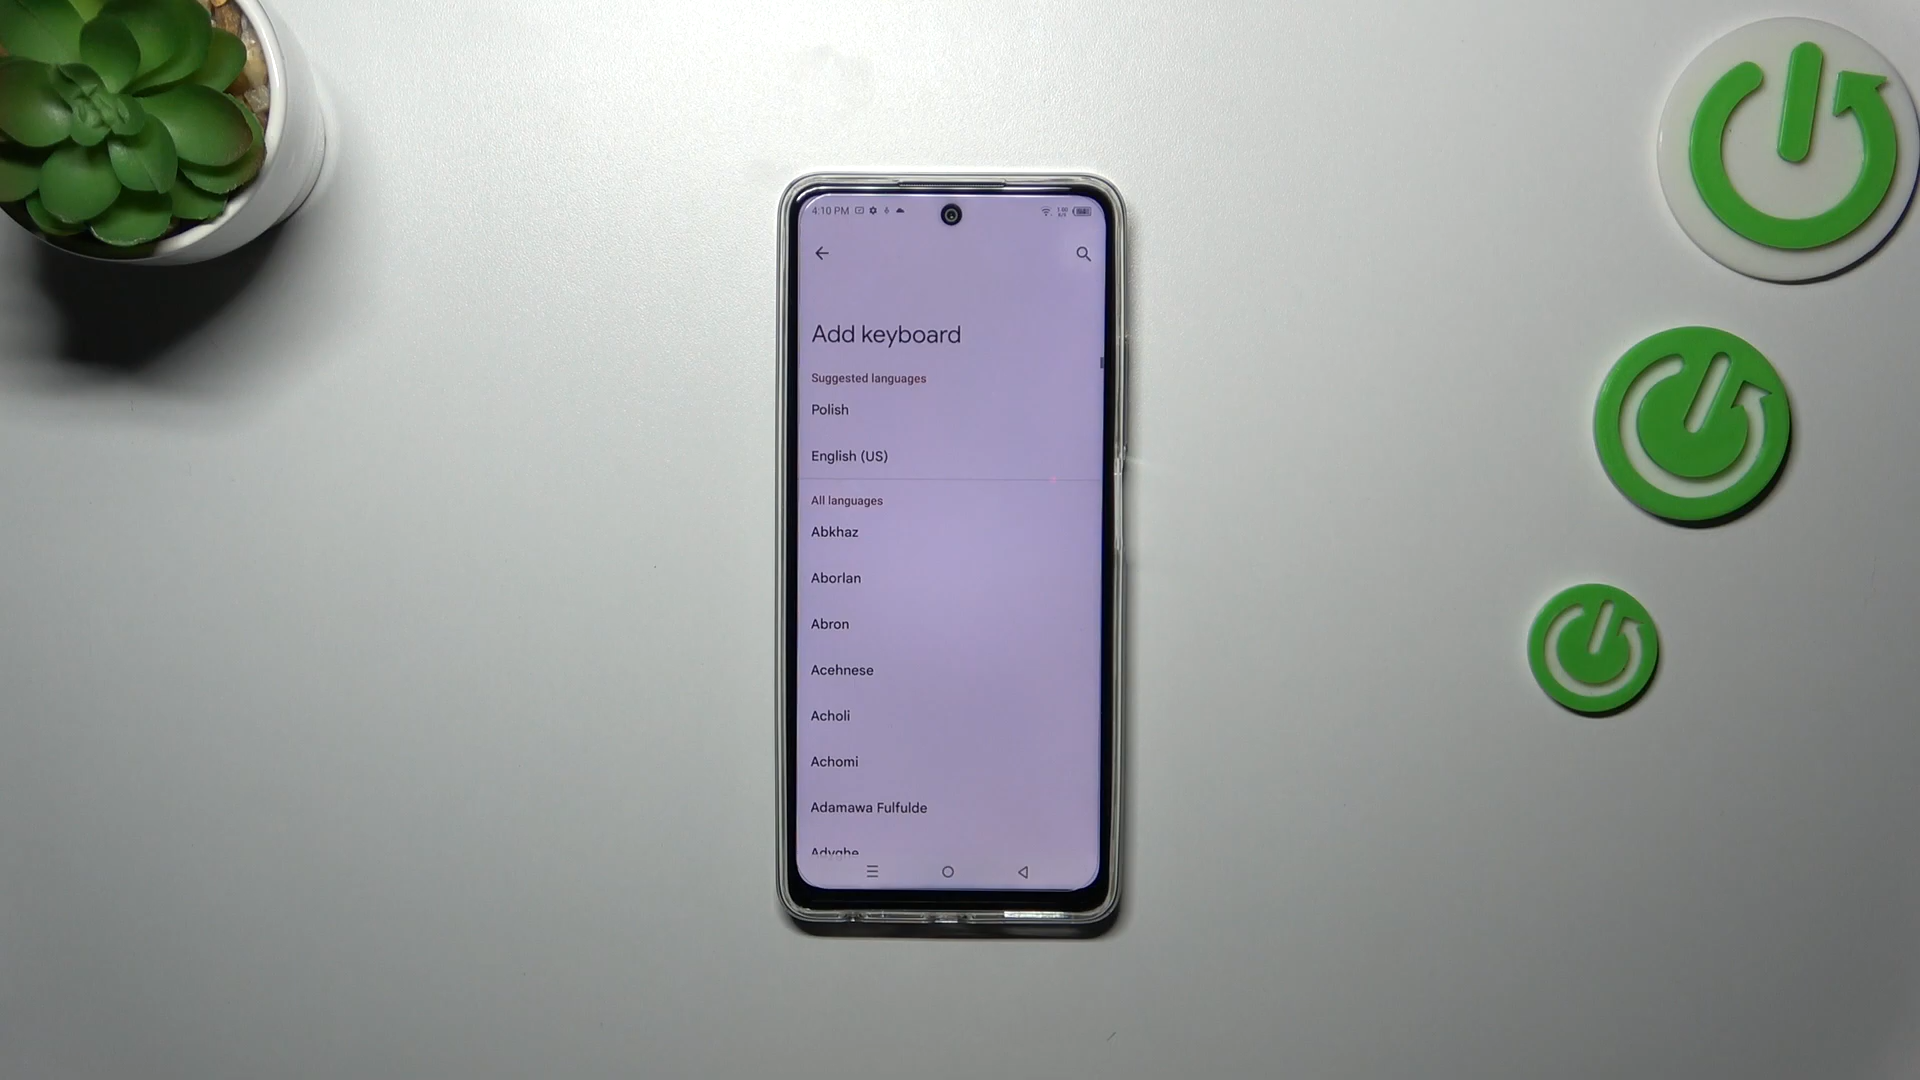 4:10 PM
Add keyboard
Suggested languages
Polish
English (US)
All languages
Abkhaz
Aborlan
Abron
Acehnese
Acholi
Achomi
Adamawa Fulfulde
Adyghe